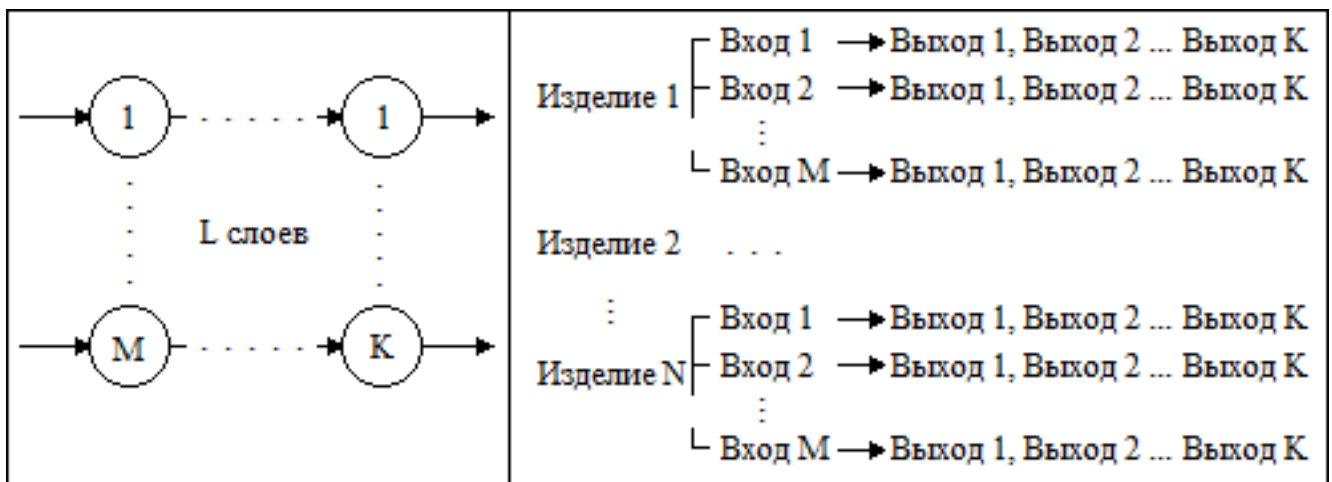 1 1
L слоев
M K
Изделие 1
Вход 1 Выход 1, Выход 2 ... Выход K
Вход 2 Выход 1, Выход 2 ... Выход K
Вход M Выход 1, Выход 2 ... Выход K
Изделие 2 . . .
Изделие N
Вход 1 Выход 1, Выход 2 ... Выход K
Вход 2 Выход 1, Выход 2 ... Выход K
Вход M Выход 1, Выход 2 ... Выход K